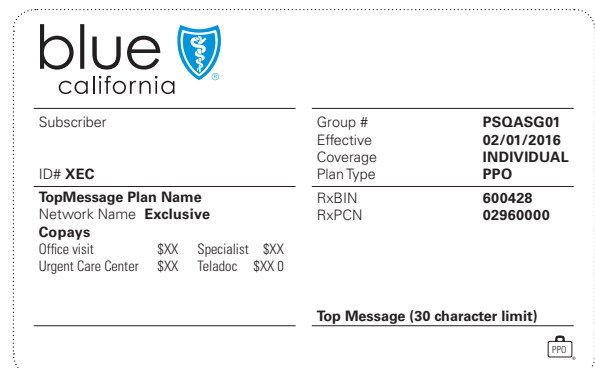 blue
california
®
Subscriber
ID# XEC
Group # PSQASG01
Effective 02/01/2016
Coverage INDIVIDUAL
Plan Type PPO
TopMessage Plan Name
Network Name Exclusive
Copays
Office visit $XX Specialist $XX
Urgent Care Center $XX Teladoc $XX 0
RxBIN 600428
RxPCN 02960000
Top Message (30 character limit)
PPO
®